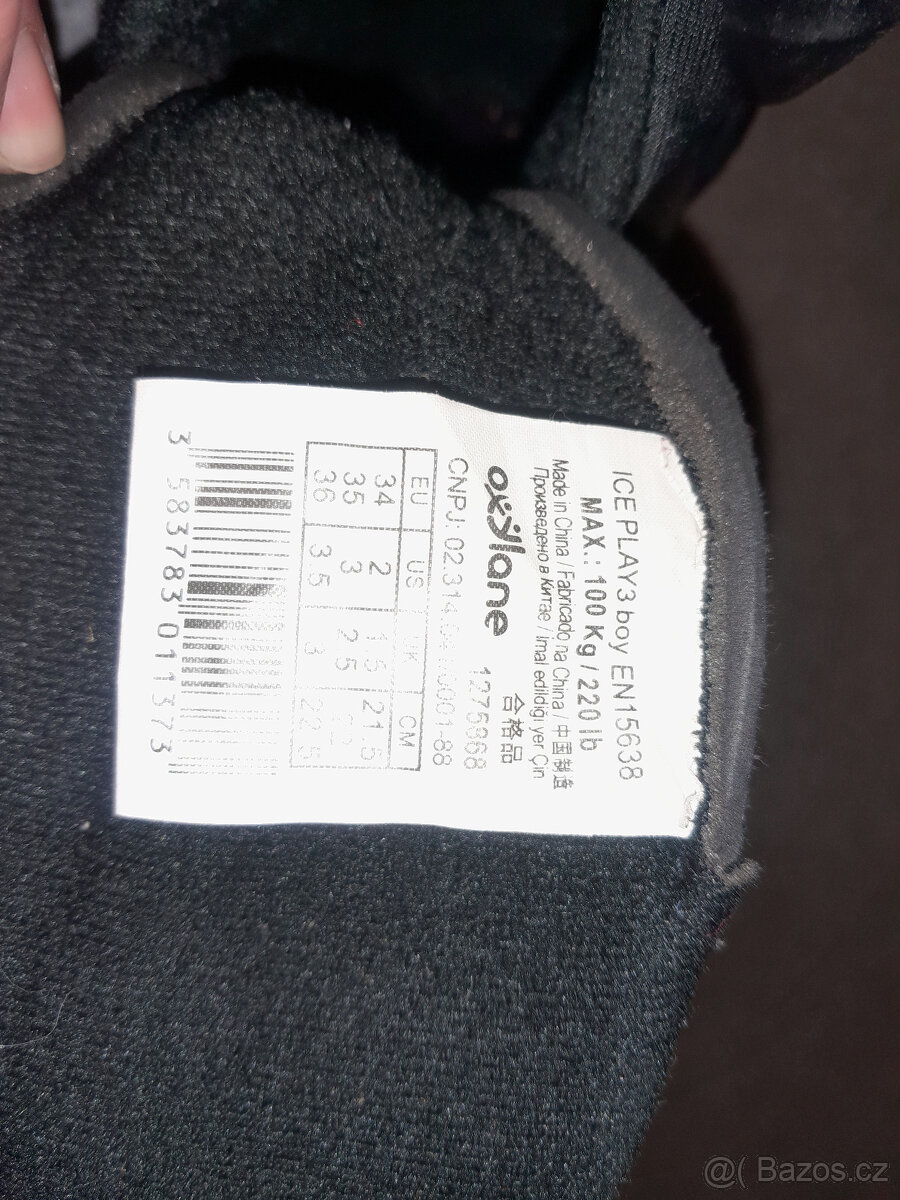 ICE PLAY3 boy EN15638
MAX.: 100 Kg / 220 lb
Made in China / Fabricado na China / 中国制造
Произведено в Китае / Imal edildiği yer Çin
oxylane 合格品
1275868
CNPJ: 02.314.
0001-88
EU US UK CM
34 2 1.5 21.5
35 3 2.5
36 3.5 3 22.5
3 583783 011373
@( Bazos.cz